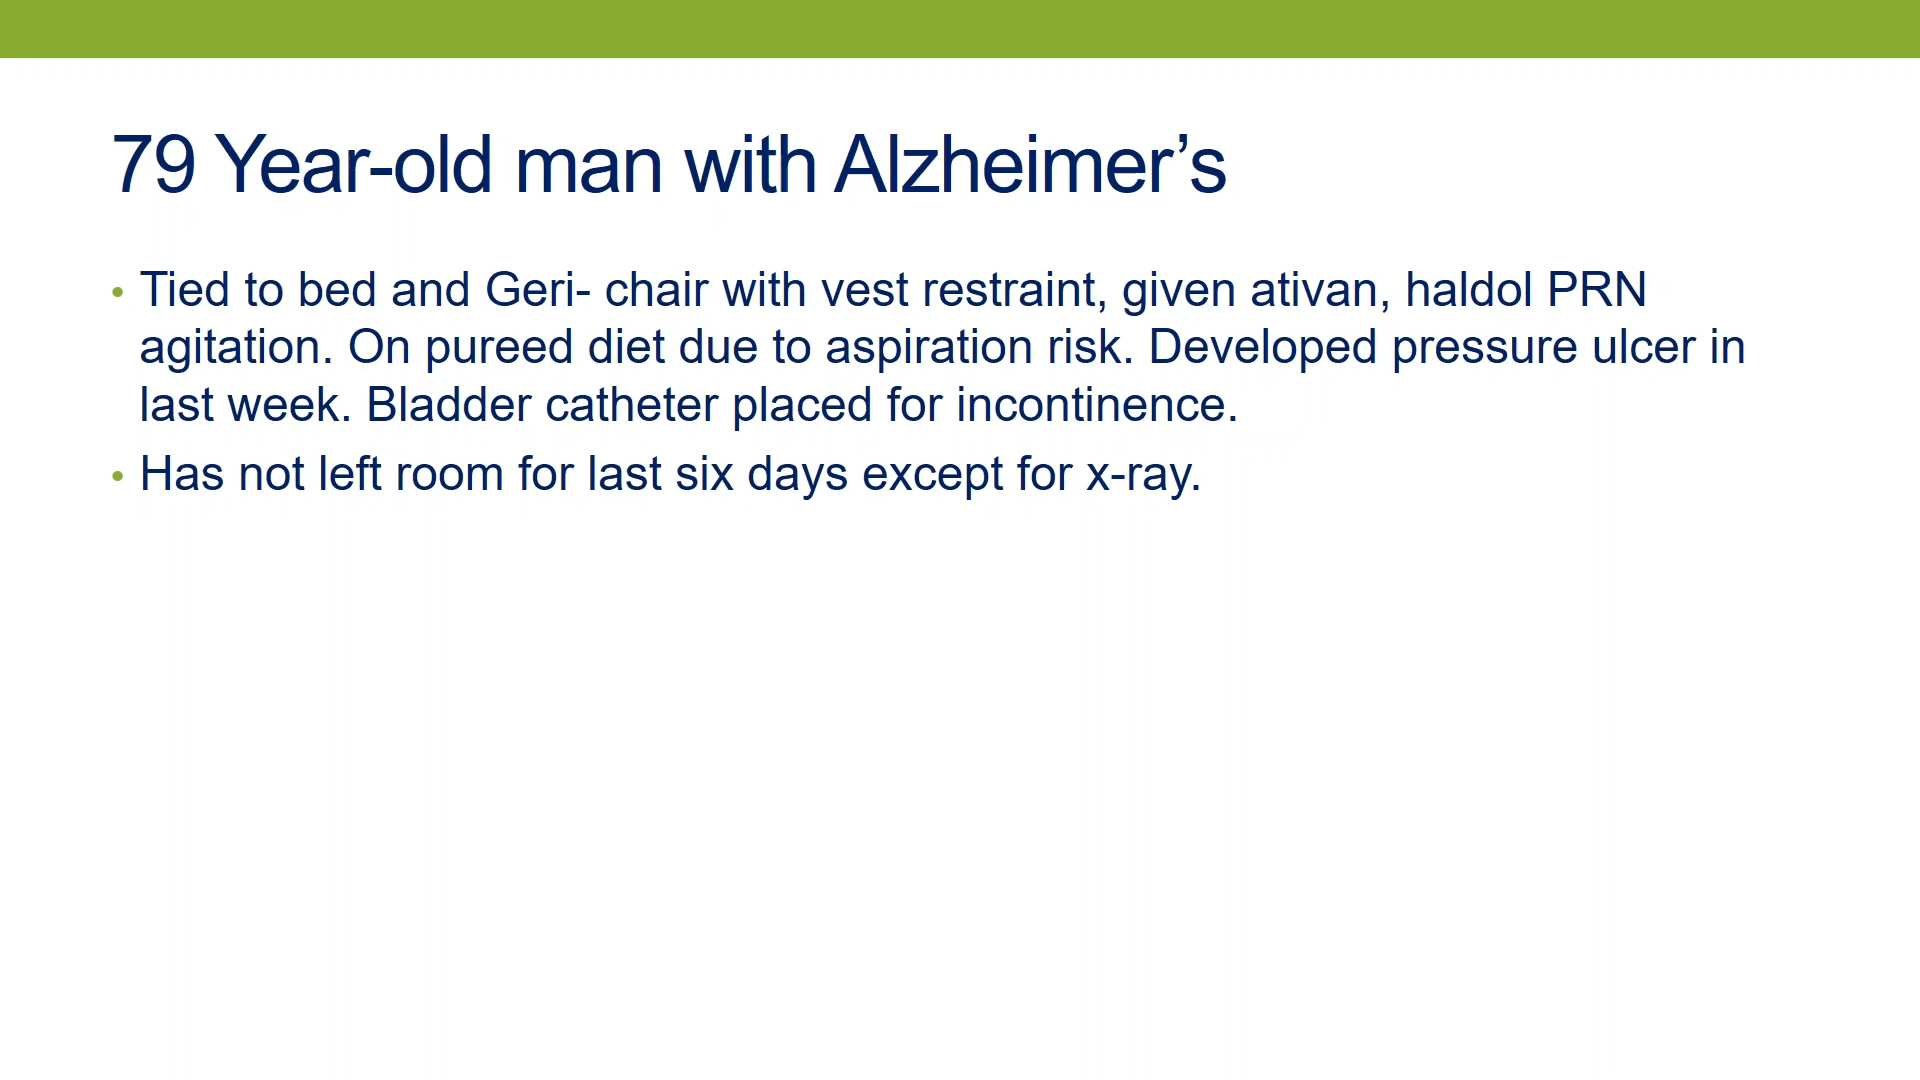 79 Year-old man with Alzheimer’s
• Tied to bed and Geri- chair with vest restraint, given ativan, haldol PRN
agitation. On pureed diet due to aspiration risk. Developed pressure ulcer in
last week. Bladder catheter placed for incontinence.
• Has not left room for last six days except for x-ray.